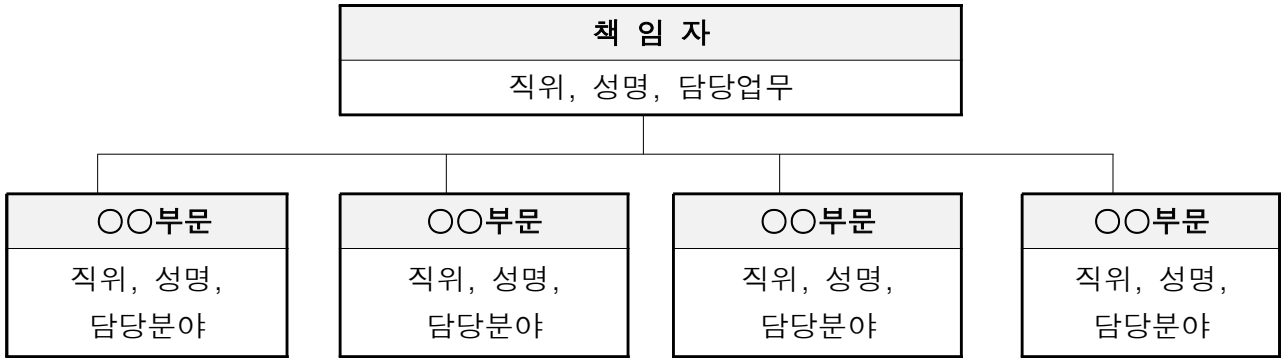 책 임 자
직위, 성명, 담당업무
○○부문
○○부문
○○부문
○○부문
직위, 성명,
담당분야
직위, 성명,
담당분야
직위, 성명,
담당분야
직위, 성명,
담당분야